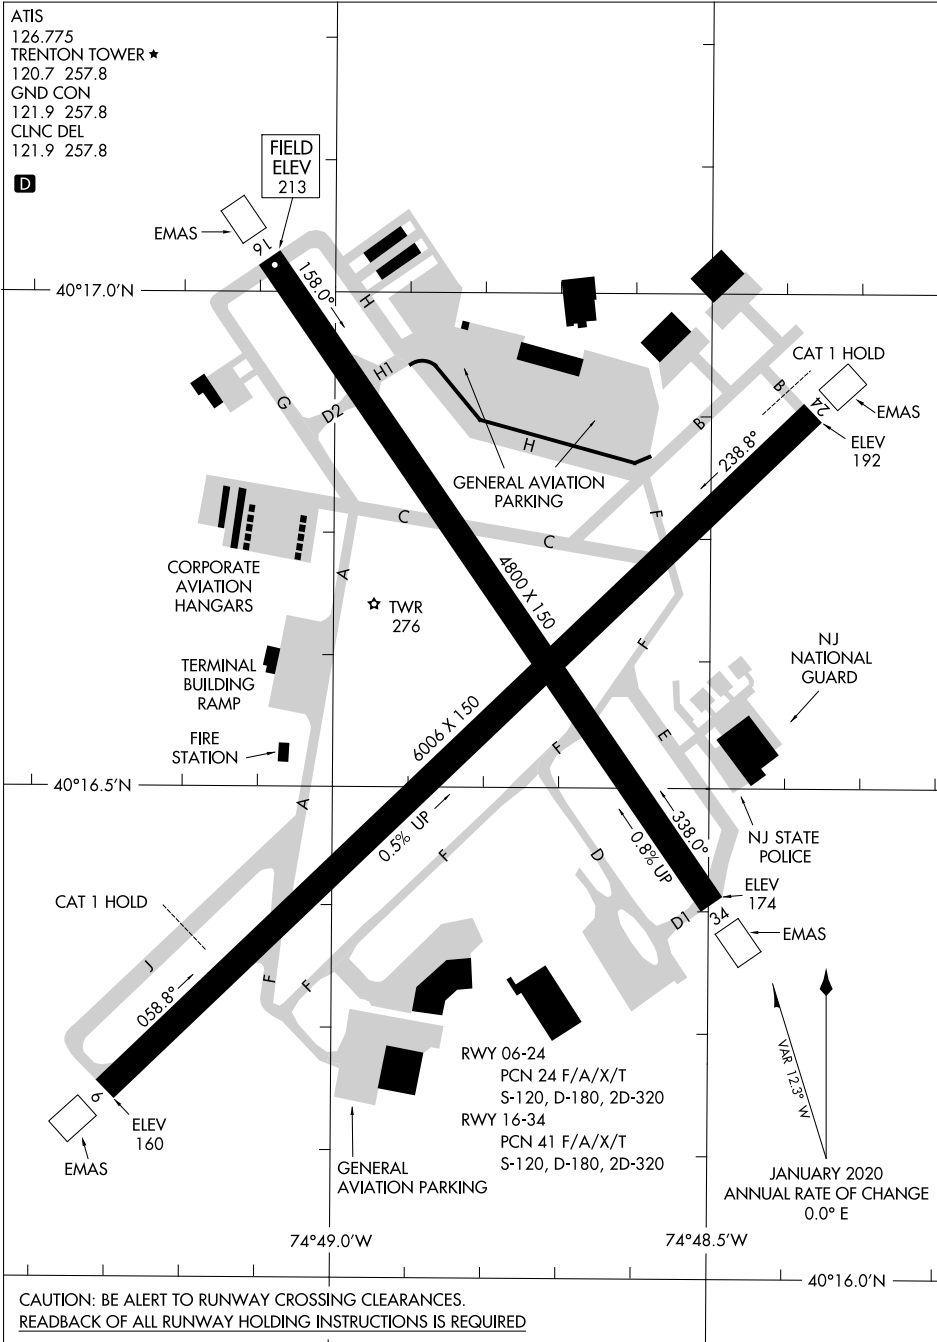 ATIS
126.775
TRENTON TOWER ★
120.7 257.8
GND CON
121.9 257.8
CLNC DEL
121.9 257.8
D
FIELD
ELEV
213
EMAS
16
158.0°
H
40°17.0'N
CAT 1 HOLD
H1
G
D2
B
B
24
EMAS
ELEV
192
238.8°
H
GENERAL AVIATION
PARKING
F
C
C
4800 X 150
A
CORPORATE
AVIATION
HANGARS
TWR
276
F
NJ
NATIONAL
GUARD
TERMINAL
BUILDING
RAMP
6006 X 150
FIRE
STATION
F
E
40°16.5'N
A
0.5% UP
338.0°
0.8% UP
NJ STATE
POLICE
F
D
ELEV
174
CAT 1 HOLD
D1
34
EMAS
J
F
F
058.8°
9
ELEV
160
EMAS
RWY 06-24
PCN 24 F/A/X/T
S-120, D-180, 2D-320
RWY 16-34
PCN 41 F/A/X/T
S-120, D-180, 2D-320
VAR 12.3° W
GENERAL
AVIATION PARKING
JANUARY 2020
ANNUAL RATE OF CHANGE
0.0° E
74°49.0'W
74°48.5'W
40°16.0'N
CAUTION: BE ALERT TO RUNWAY CROSSING CLEARANCES.
READBACK OF ALL RUNWAY HOLDING INSTRUCTIONS IS REQUIRED